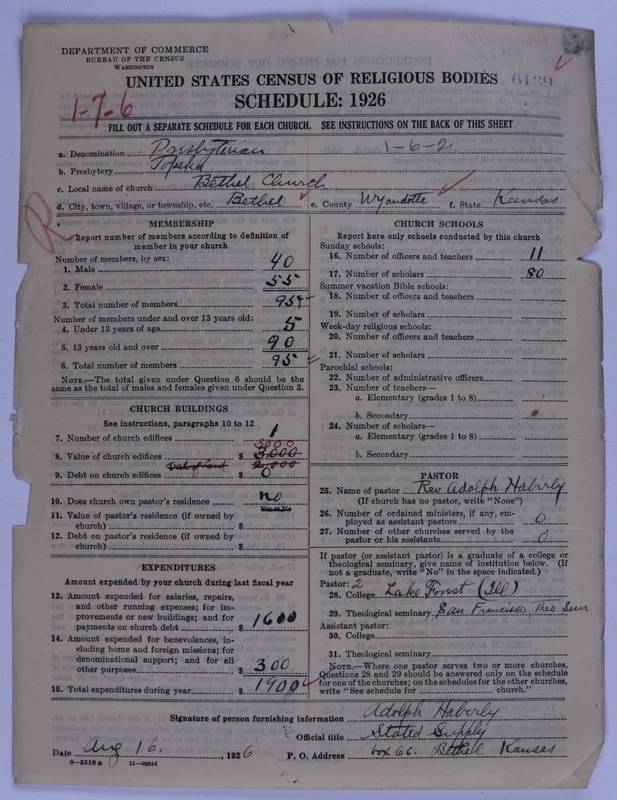 DEPARTMENT OF COMMERCE
BUREAU OF THE CENSUS
WASHINGTON
UNITED STATES CENSUS OF RELIGIOUS BODIES
6139
SCHEDULE: 1926
1-7-6
FILL OUT A SEPARATE SCHEDULE FOR EACH CHURCH. SEE INSTRUCTIONS ON THE BACK OF THIS SHEET
a. Denomination Presbyterian 1-6-2
b. Presbytery Topeka
c. Local name of church Bethel Church
d. City, town, village, or township, etc. Bethel e. County Wyandotte f. State Kansas
R
MEMBERSHIP
Report number of members according to definition of member in your church
Number of members, by sex:
1. Male 40
2. Female 55
3. Total number of members 95
Number of members under and over 13 years old:
4. Under 13 years of age 5
5. 13 years old and over 90
6. Total number of members 95
NOTE.—The total given under Question 6 should be
same as the total of males and females given under Question 3.
CHURCH BUILDINGS
See instructions, paragraphs 10 to 12
7. Number of church edifices 1
5000
8. Value of church edifices $ 3,000
Val of land 2,000
9. Debt on church edifices $ 0
10. Does church own pastor's residence no
Yes or No
11. Value of pastor's residence (if owned by
church) $
12. Debt on pastor's residence (if owned by
church) $
EXPENDITURES
Amount expended by your church during last fiscal year
13. Amount expended for salaries, repairs,
and other running expenses; for im-
provements or new buildings; and for
payments on church debt $ 1600
14. Amount expended for benevolences, in-
cluding home and foreign missions; for
denominational support; and for all
other purposes $ 300
15. Total expenditures during year $ 1900
CHURCH SCHOOLS
Report here only schools conducted by this church
Sunday schools:
16. Number of officers and teachers 11
17. Number of scholars 80
Summer vacation Bible schools:
18. Number of officers and teachers
19. Number of scholars
Week-day religious schools:
20. Number of officers and teachers
21. Number of scholars
Parochial schools:
22. Number of administrative officers
23. Number of teachers—
a. Elementary (grades 1 to 8)
b. Secondary
24. Number of scholars—
a. Elementary (grades 1 to 8)
b. Secondary
PASTOR
25. Name of pastor Rev Adolph Haberly
(If church has no pastor, write "None")
26. Number of ordained ministers, if any, em-
ployed as assistant pastors 0
27. Number of other churches served by the
pastor or his assistants 0
If pastor (or assistant pastor) is a graduate of a college or
theological seminary, give name of institution below. (If
not a graduate, write "No" in the space indicated.)
Pastor: 2
28. College Lake Forest (Ill)
29. Theological seminary San Francisco, Theo Sem
Assistant pastor:
30. College
31. Theological seminary
NOTE.—Where one pastor serves two or more churches,
Questions 28 and 29 should be answered only on the schedule
for one of the churches; on the schedules for the other churches,
write "See schedule for church."
Signature of person furnishing information Adolph Haberly
Official title Stated Supply
Date Aug 16, 1926 P. O. Address box 66. Bethel Kansas
8-5518a